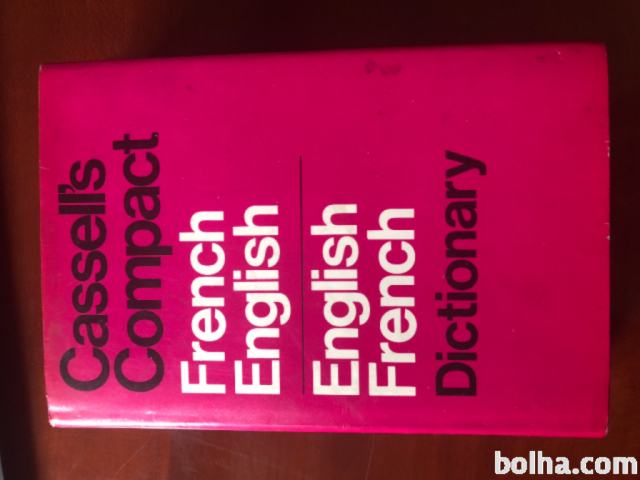 Cassell's
Compact
French
English
English
French
Dictionary
bolha.com